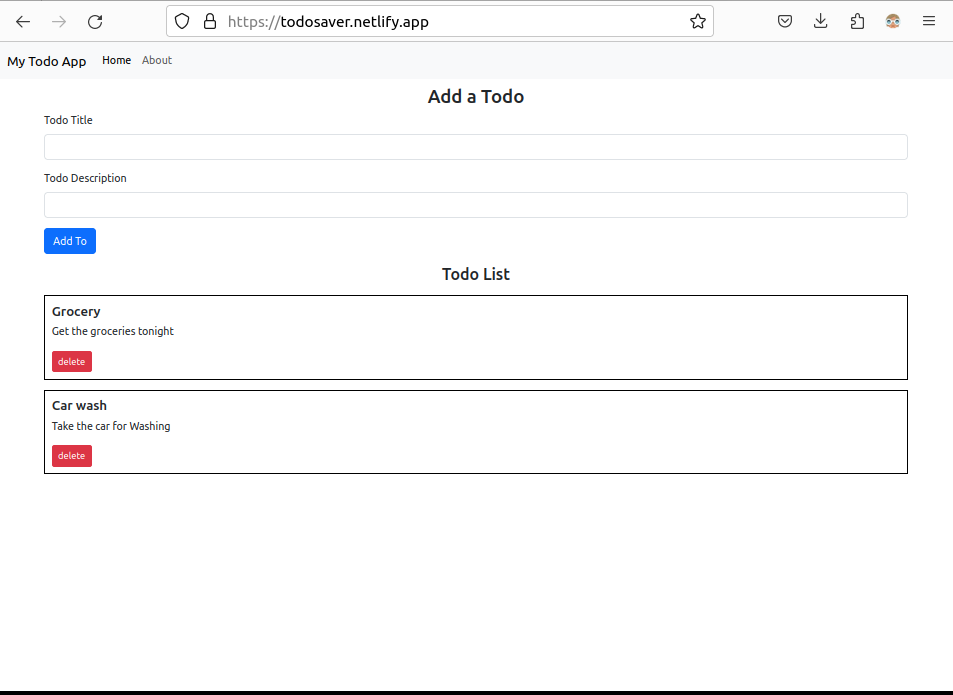 https://todosaver.netlify.app
My Todo App Home About
Add a Todo
Todo Title
Todo Description
Add To
Todo List
Grocery
Get the groceries tonight
delete
Car wash
Take the car for Washing
delete